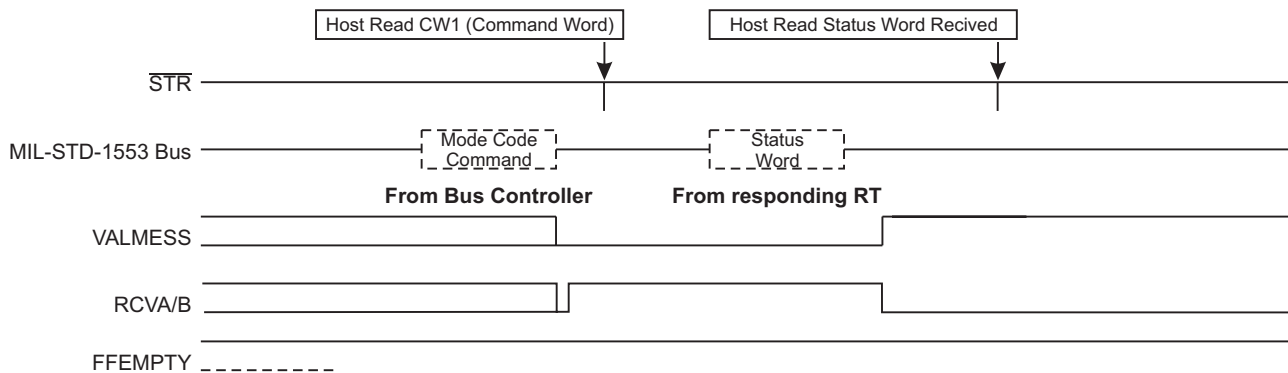 Host Read CW1 (Command Word)
Host Read Status Word Recived
STR
MIL-STD-1553 Bus
Mode Code
Command
Status
Word
From Bus Controller
From responding RT
VALMESS
RCVA/B
FFEMPTY